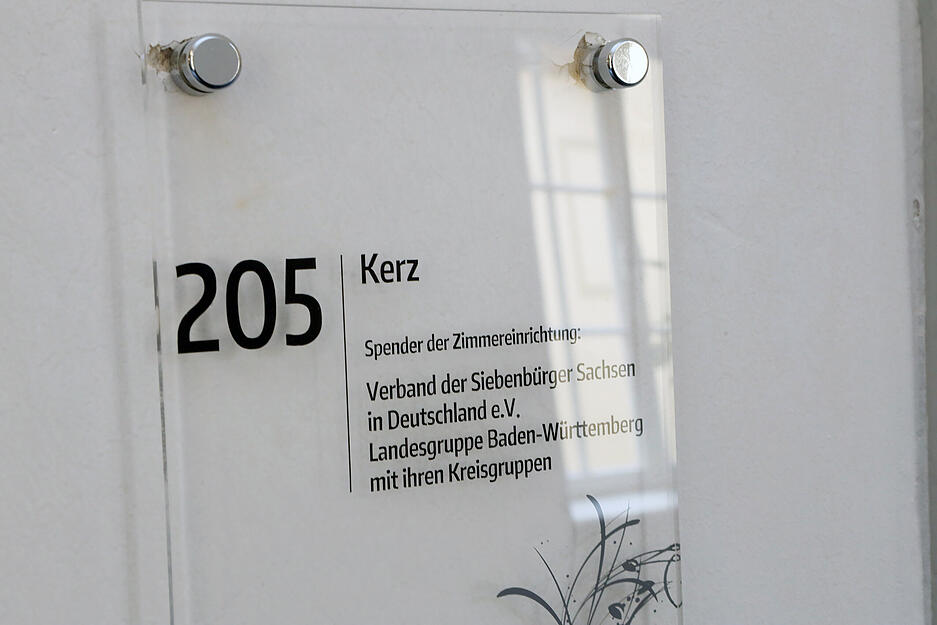 205
Kerz
Spender der Zimmereinrichtung:
Verband der Siebenbürger Sachsen
in Deutschland e.V.
Landesgruppe Baden-Württemberg
mit ihren Kreisgruppen